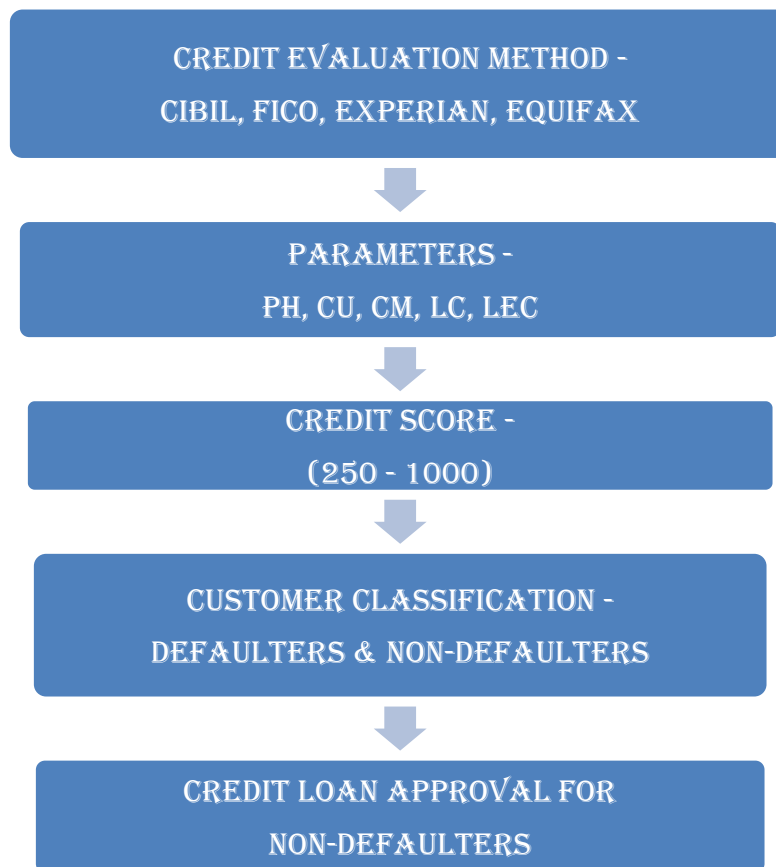 CREDIT EVALUATION METHOD -
CIBIL, FICO, EXPERIAN, EQUIFAX
PARAMETERS -
PH, CU, CM, LC, LEC
CREDIT SCORE -
(250 - 1000)
CUSTOMER CLASSIFICATION -
DEFAULTERS & NON-DEFAULTERS
CREDIT LOAN APPROVAL FOR
NON-DEFAULTERS